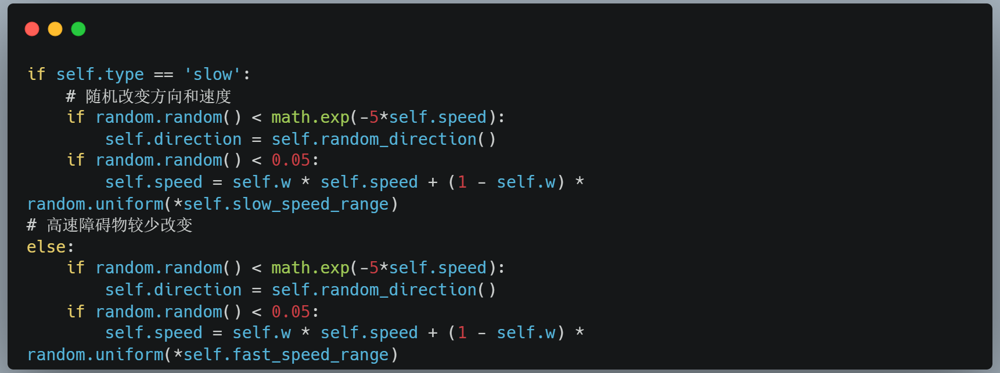 if self.type == 'slow':
    # 随机改变方向和速度
    if random.random() < math.exp(-5*self.speed):
        self.direction = self.random_direction()
    if random.random() < 0.05:
        self.speed = self.w * self.speed + (1 - self.w) *
random.uniform(*self.slow_speed_range)
# 高速障碍物较少改变
else:
    if random.random() < math.exp(-5*self.speed):
        self.direction = self.random_direction()
    if random.random() < 0.05:
        self.speed = self.w * self.speed + (1 - self.w) *
random.uniform(*self.fast_speed_range)